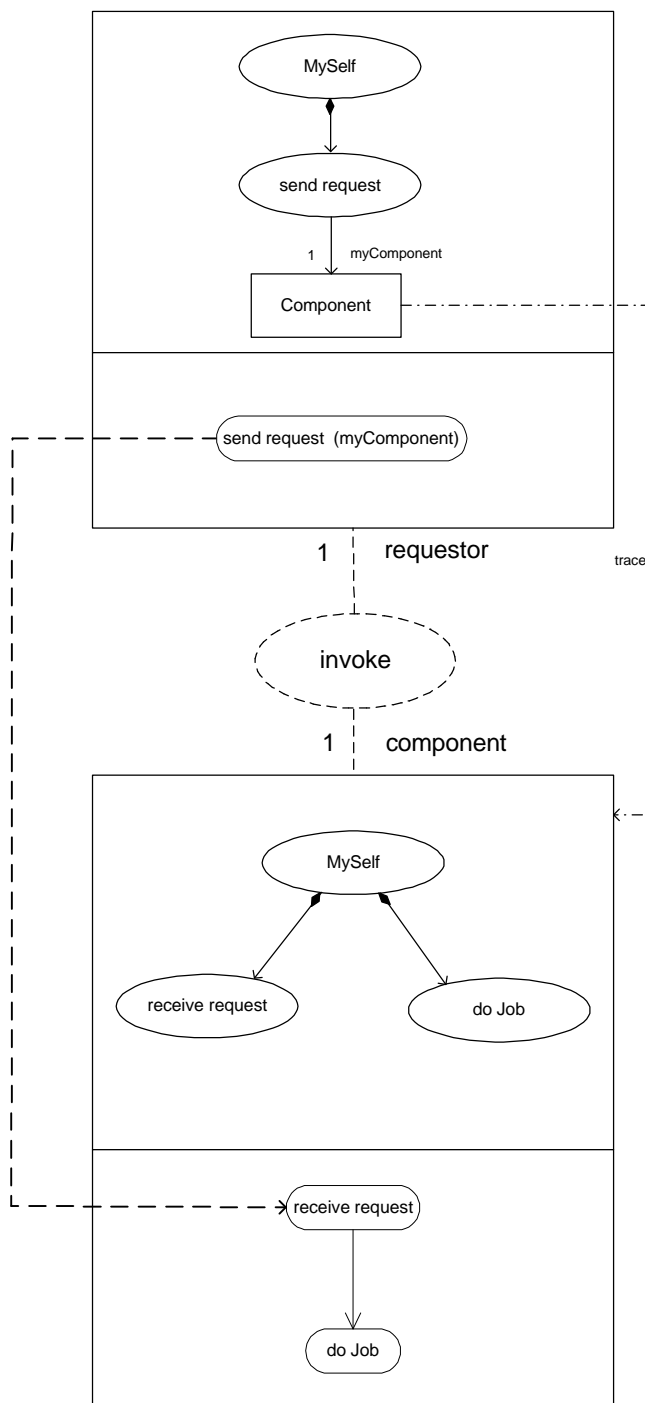 MySelf
send request
1 myComponent
Component
send request (myComponent)
1 requestor
trace
invoke
1 component
MySelf
receive request
do Job
receive request
do Job